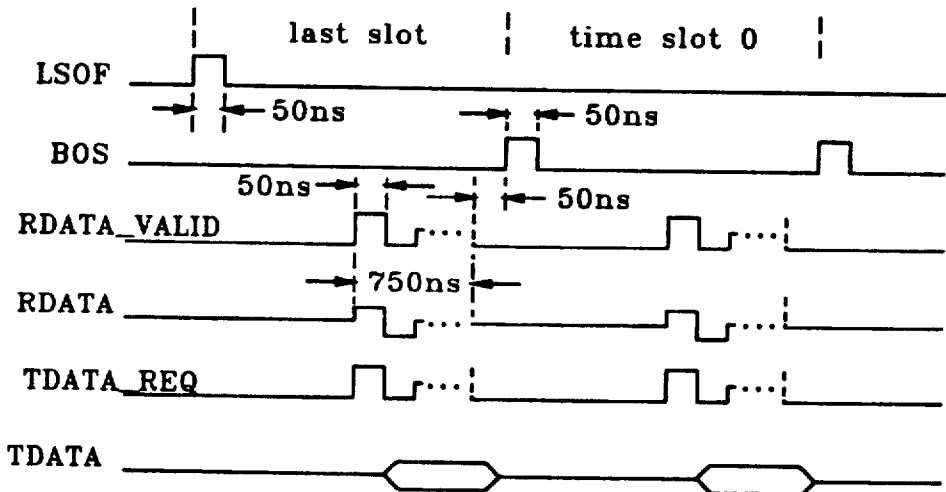 last slot
time slot 0
LSOF
50ns
50ns
BOS
50ns
50ns
RDATA_VALID
750ns
RDATA
TDATA_REQ
TDATA